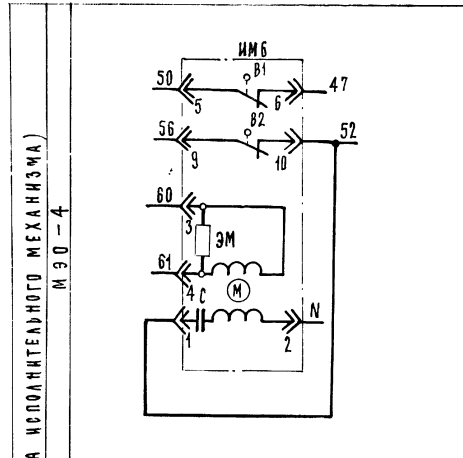 А ИСПОЛНИТЕЛЬНОГО МЕХАНИЗМА)
МЭО-4
ИМ6
50 5 В1 6 47
56 9 В2 10 52
60 3
ЭМ
61 4
С М
1 2 N